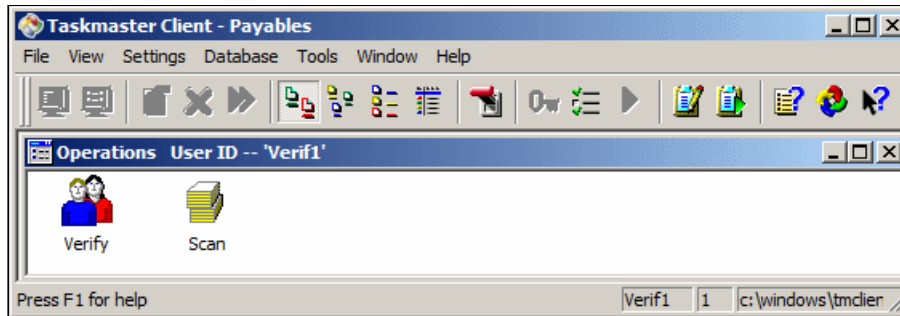 Taskmaster Client - Payables
File View Settings Database Tools Window Help
Operations User ID -- 'Verif1'
Verify Scan
Press F1 for help Verif1 1 c:\windows\tmclien